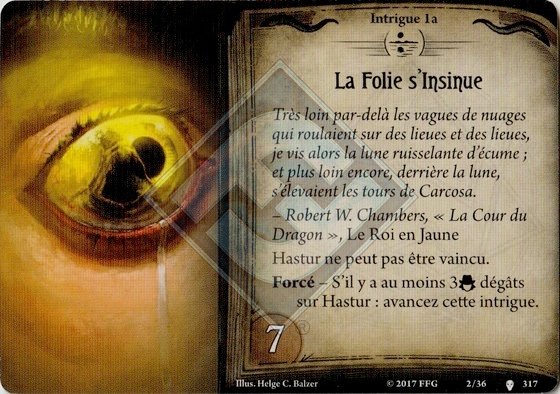 Intrigue 1a
La Folie s'Insinue
Très loin par-delà les vagues de nuages
qui roulaient sur des lieues et des lieues,
je vis alors la lune ruisselante d'écume ;
et plus loin encore, derrière la lune,
s'élevaient les tours de Carcosa.
– Robert W. Chambers, « La Cour du
Dragon », Le Roi en Jaune
Hastur ne peut pas être vaincu.
Forcé – S'il y a au moins 3 dégâts
sur Hastur : avancez cette intrigue.
7
Illus. Helge C. Balzer © 2017 FFG 2/36 317